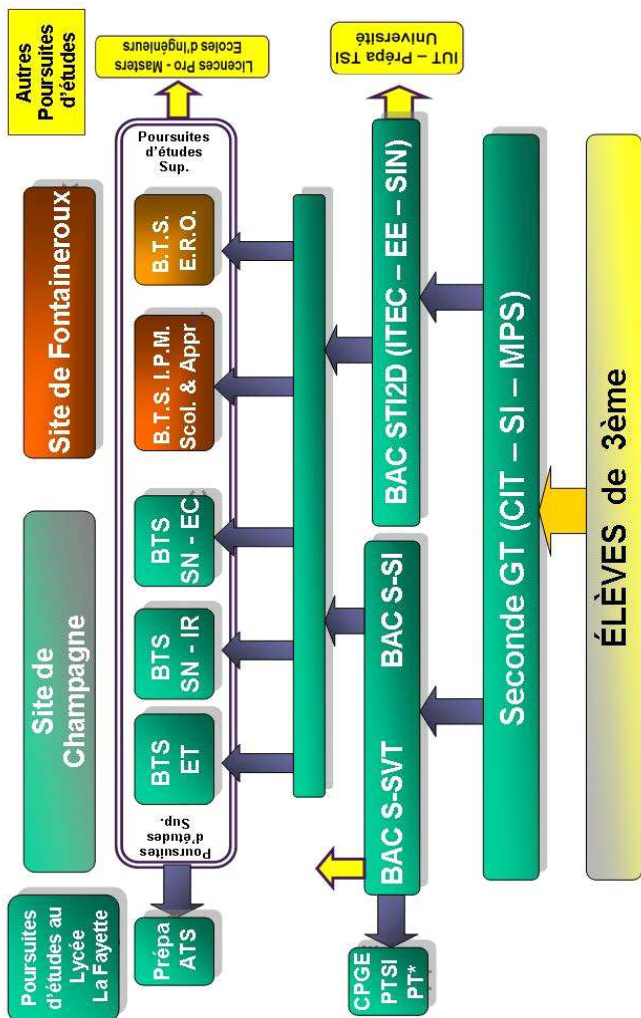 Poursuites
d'études au
Lycée
La Fayette
Site de
Champagne
Site de Fontaineroux
Autres
Poursuites
d'études
Prépa
ATS
Poursuites
d'études
Sup.
BTS
ET
BTS
SN - IR
BTS
SN - EC
B.T.S. I.P.M.
Scol. & Appr
B.T.S.
E.R.O.
Poursuites
d'études
Sup.
Licences Pro - Masters
Ecoles d'Ingénieurs
CPGE
PTSI
PT*
BAC S-SVT
BAC S-SI
BAC STI2D (ITEC – EE – SIN)
IUT – Prépa TSI
Université
Seconde GT (CIT – SI – MPS)
ÉLÈVES de 3ème